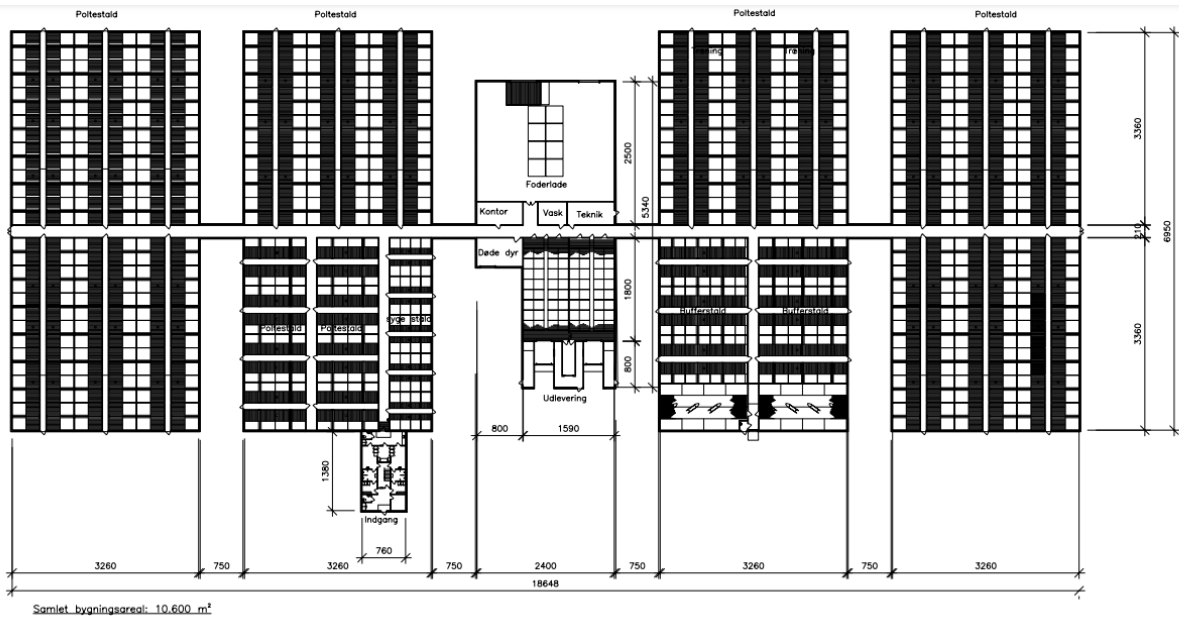 Poltestald
Poltestald
Poltestald
Poltestald
Træning
Træning
Foderlade
Kontor
Vask
Teknik
Døde dyr
2500
5340
3360
210
6950
1800
3360
800
Poltestald
Poltestald
syge stald
Bufferstald
Bufferstald
Udlevering
800
1590
1380
Indgang
760
3260
750
3260
750
2400
750
3260
750
3260
18648
Samlet bygningsareal: 10.600 m²